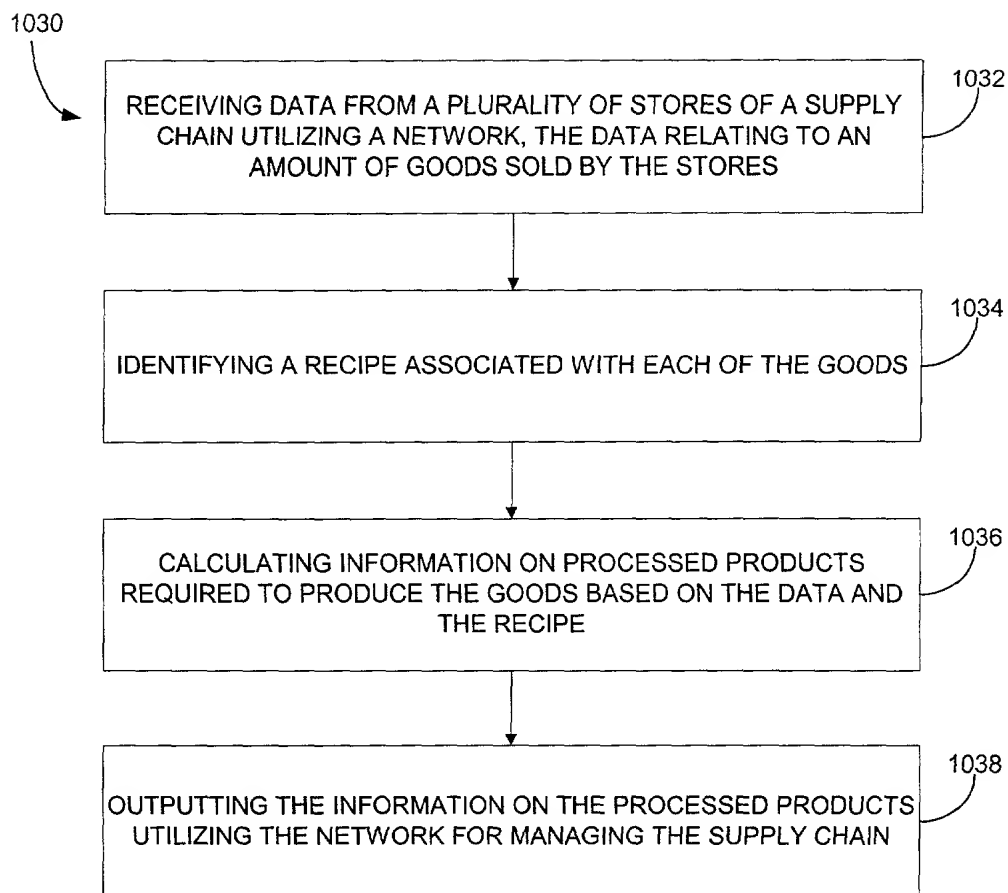 1030
1032
RECEIVING DATA FROM A PLURALITY OF STORES OF A SUPPLY
CHAIN UTILIZING A NETWORK, THE DATA RELATING TO AN
AMOUNT OF GOODS SOLD BY THE STORES
1034
IDENTIFYING A RECIPE ASSOCIATED WITH EACH OF THE GOODS
1036
CALCULATING INFORMATION ON PROCESSED PRODUCTS
REQUIRED TO PRODUCE THE GOODS BASED ON THE DATA AND
THE RECIPE
1038
OUTPUTTING THE INFORMATION ON THE PROCESSED PRODUCTS
UTILIZING THE NETWORK FOR MANAGING THE SUPPLY CHAIN